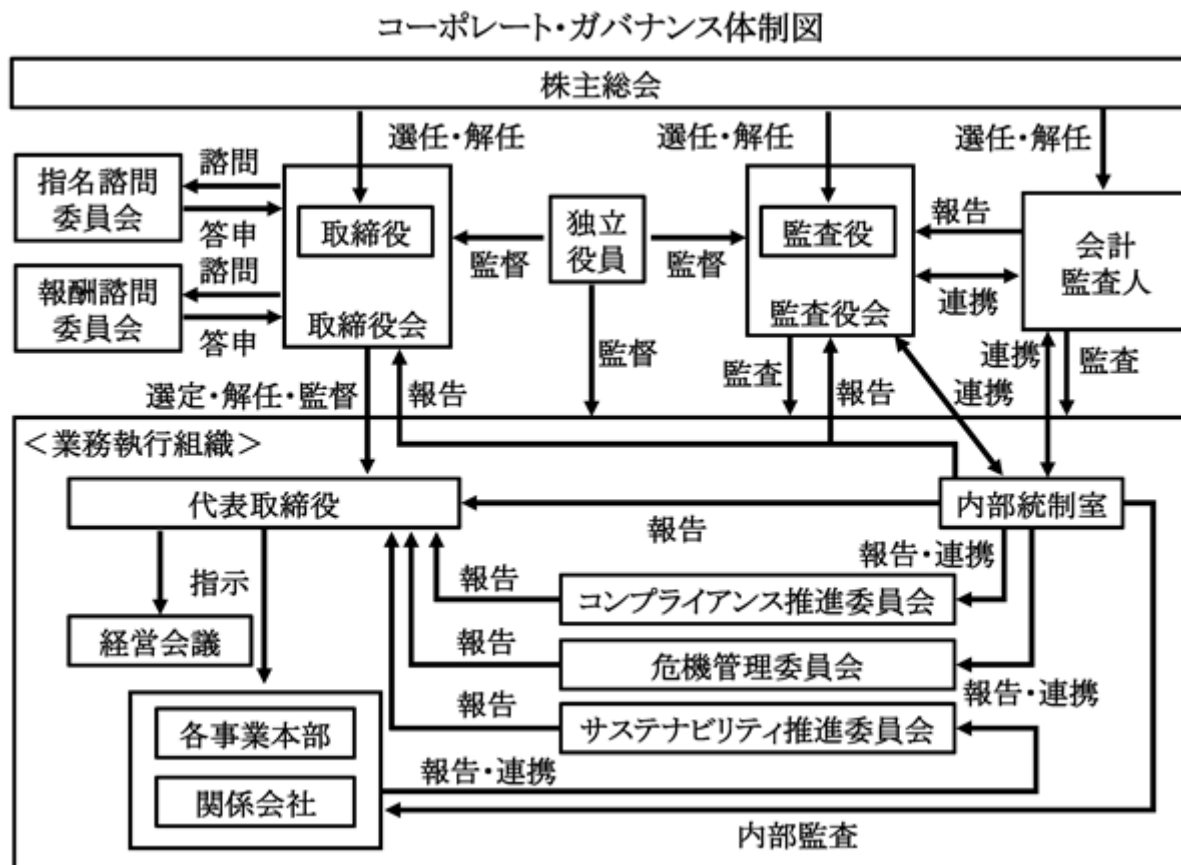 コーポレート・ガバナンス体制図
株主総会
選任・解任
選任・解任
選任・解任
指名諮問
委員会
諮問
答申
取締役
取締役会
独立
役員
監督
監督
監督
監査役
監査役会
報告
連携
会計
監査人
報酬諮問
委員会
諮問
答申
選定・解任・監督
報告
監査
報告
連携
連携
監査
＜業務執行組織＞
代表取締役
内部統制室
報告
指示
報告・連携
報告
コンプライアンス推進委員会
経営会議
報告
危機管理委員会
報告・連携
報告
サステナビリティ推進委員会
各事業本部
関係会社
報告・連携
内部監査